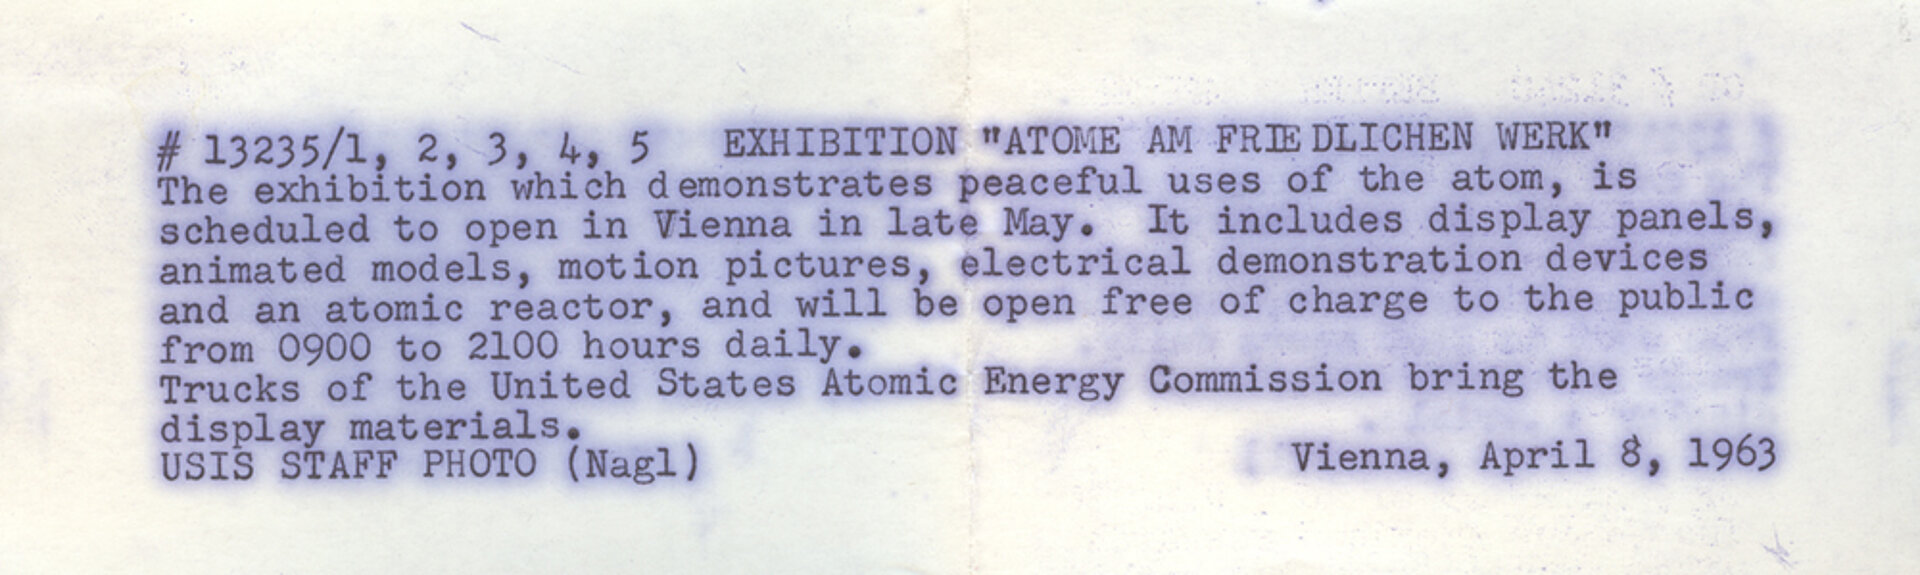 # 13235/1, 2, 3, 4, 5 EXHIBITION "ATOME AM FRIEDLICHEN WERK"
The exhibition which demonstrates peaceful uses of the atom, is
scheduled to open in Vienna in late May. It includes display panels,
animated models, motion pictures, electrical demonstration devices
and an atomic reactor, and will be open free of charge to the public
from 0900 to 2100 hours daily.
Trucks of the United States Atomic Energy Commission bring the
display materials.
USIS STAFF PHOTO (Nagl) Vienna, April 8, 1963